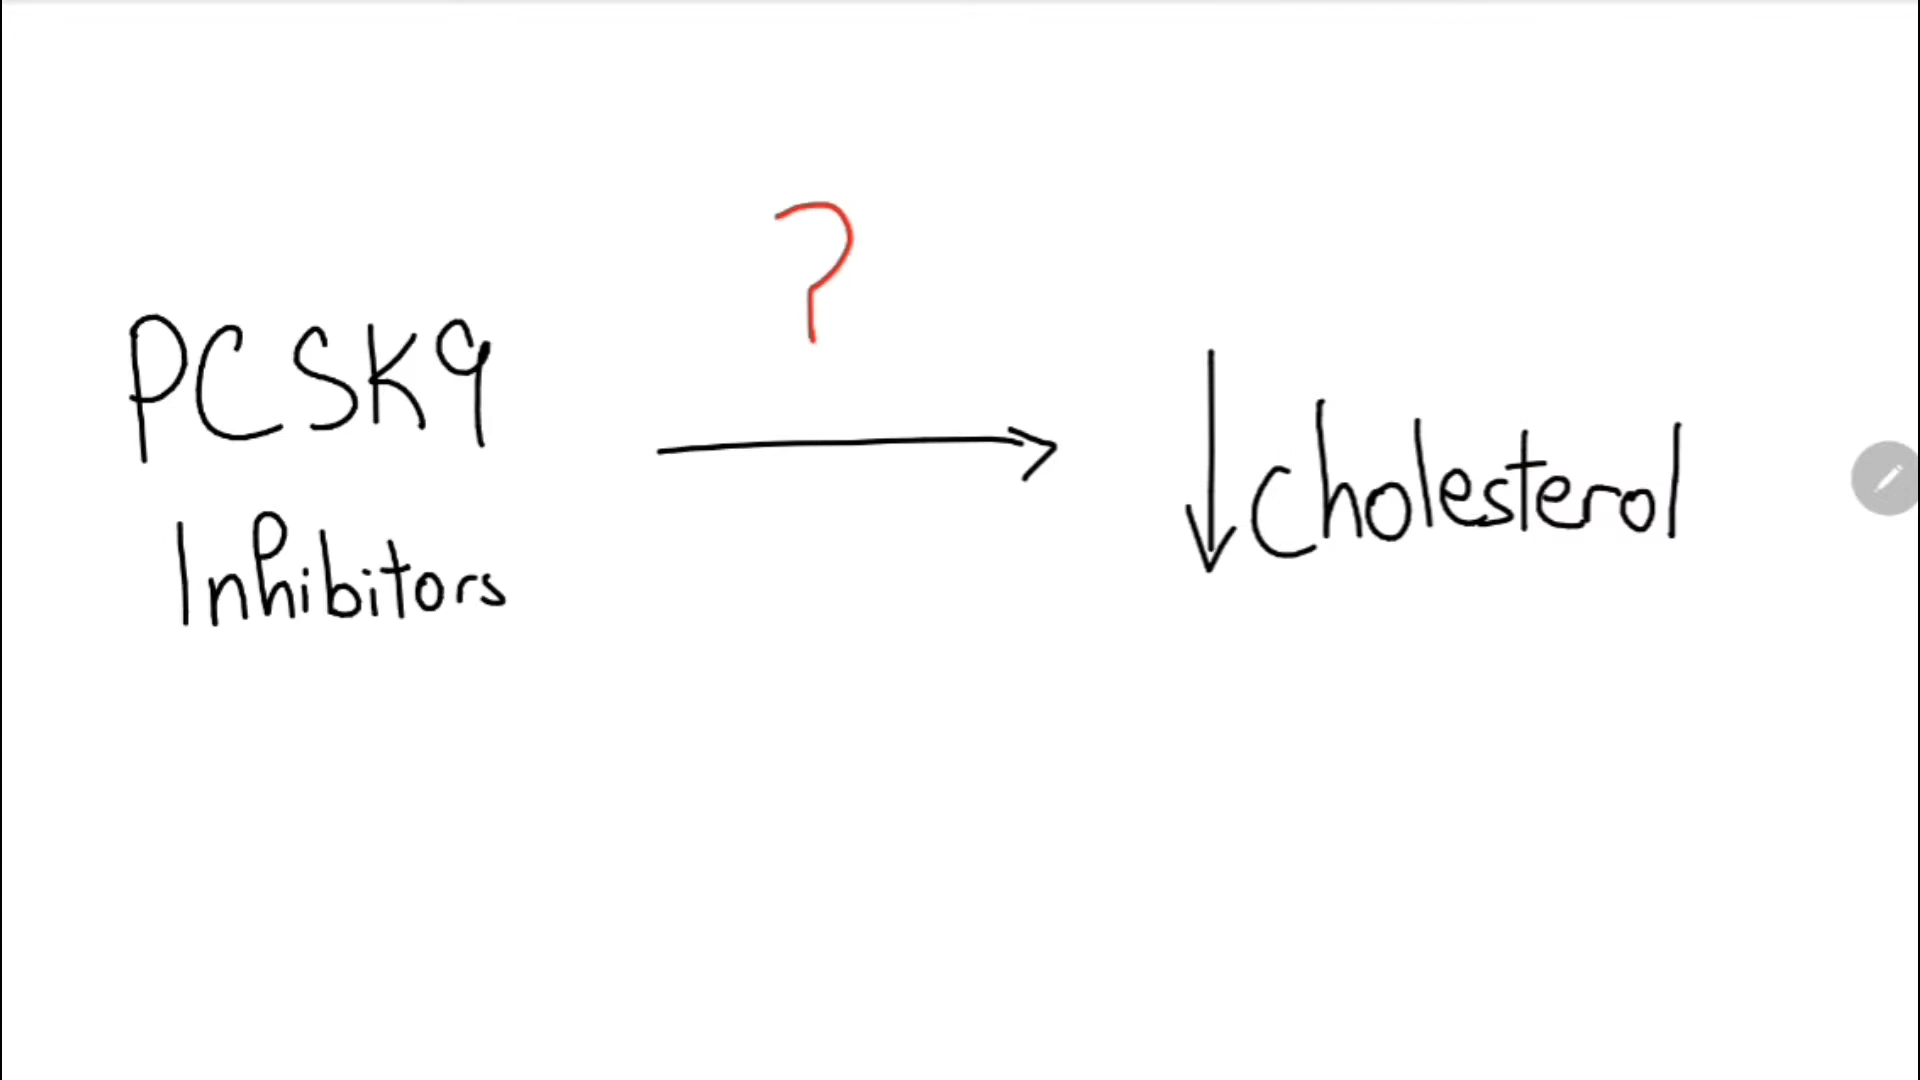 ?
PCSK9
Inhibitors
↓ cholesterol